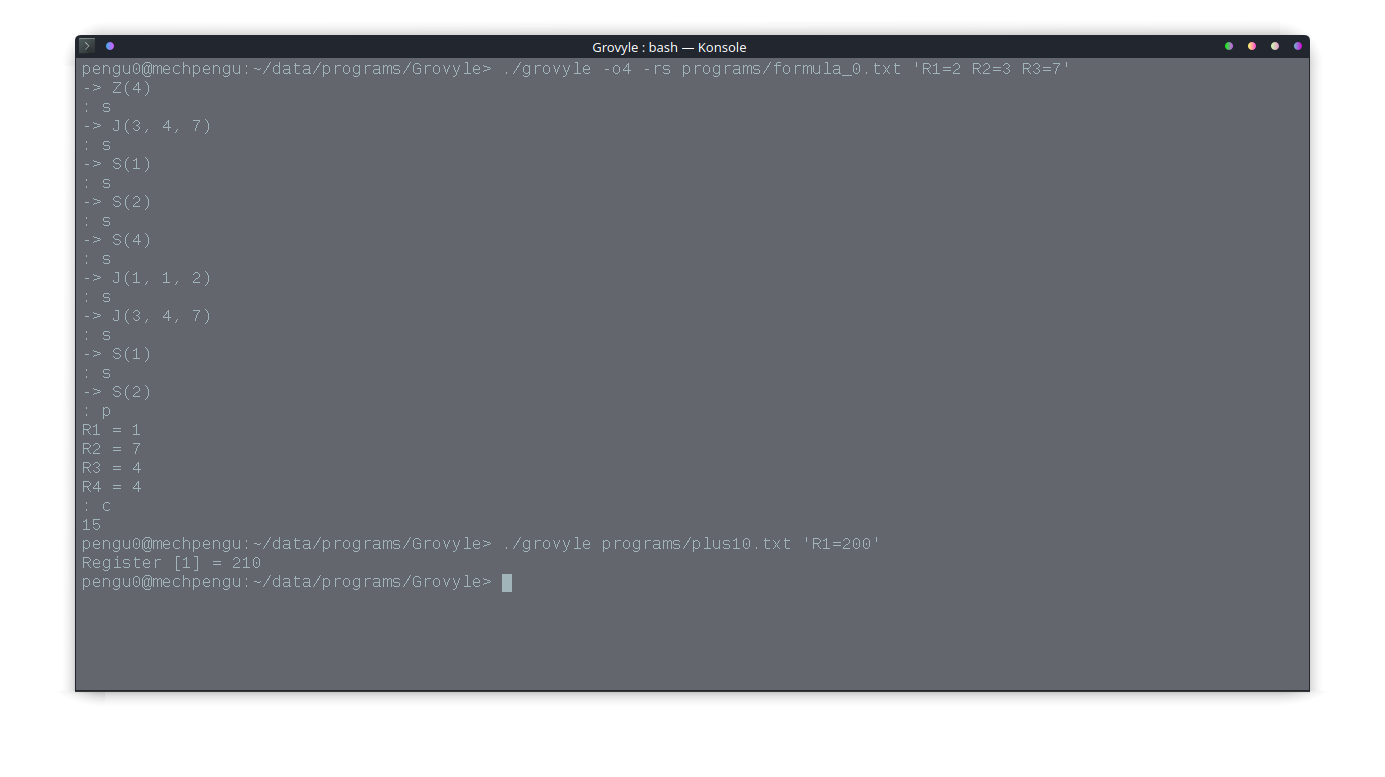 Grovyle : bash — Konsole
pengu0@mechpengu:~/data/programs/Grovyle> ./grovyle -o4 -rs programs/formula_0.txt 'R1=2 R2=3 R3=7'
-> Z(4)
: s
-> J(3, 4, 7)
: s
-> S(1)
: s
-> S(2)
: s
-> S(4)
: s
-> J(1, 1, 2)
: s
-> J(3, 4, 7)
: s
-> S(1)
: s
-> S(2)
: p
R1 = 1
R2 = 7
R3 = 4
R4 = 4
: c
15
pengu0@mechpengu:~/data/programs/Grovyle> ./grovyle programs/plus10.txt 'R1=200'
Register [1] = 210
pengu0@mechpengu:~/data/programs/Grovyle>